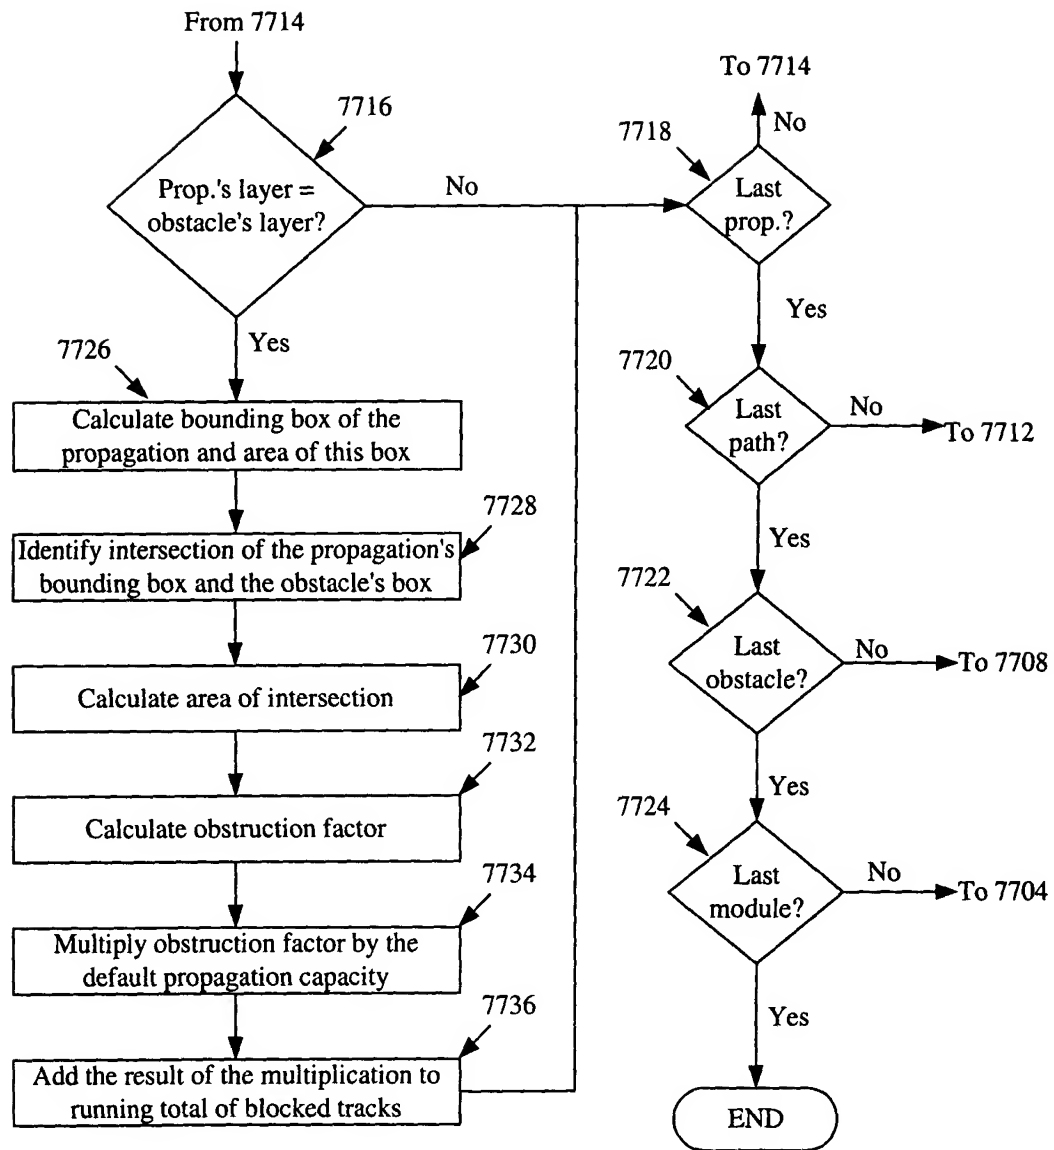 From 7714
7716
Prop.'s layer =
obstacle's layer?
No
Yes
7726
Calculate bounding box of the
propagation and area of this box
7728
Identify intersection of the propagation's
bounding box and the obstacle's box
7730
Calculate area of intersection
7732
Calculate obstruction factor
7734
Multiply obstruction factor by the
default propagation capacity
7736
Add the result of the multiplication to
running total of blocked tracks
To 7714
No
7718
Last
prop.?
Yes
7720
Last
path?
No
To 7712
Yes
7722
Last
obstacle?
No
To 7708
Yes
7724
Last
module?
No
To 7704
Yes
END